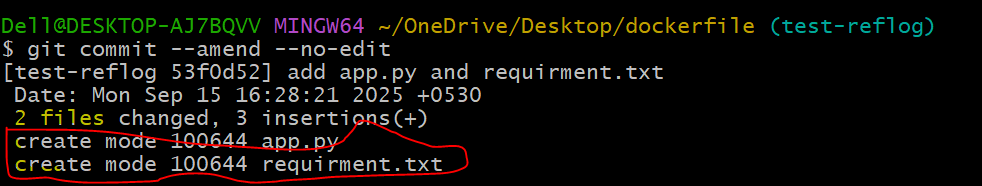 Dell@DESKTOP-AJ7BQVV MINGW64 ~/OneDrive/Desktop/dockerfile (test-reflog)
$ git commit --amend --no-edit
[test-reflog 53f0d52] add app.py and requirment.txt
 Date: Mon Sep 15 16:28:21 2025 +0530
 2 files changed, 3 insertions(+)
 create mode 100644 app.py
 create mode 100644 requirment.txt